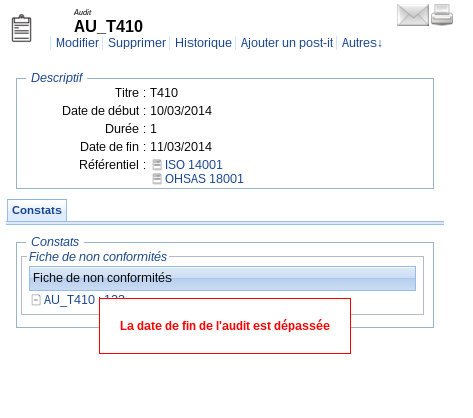 Audit
AU_T410
Modifier Supprimer Historique Ajouter un post-it Autres↓
Descriptif
Titre : T410
Date de début : 10/03/2014
Durée : 1
Date de fin : 11/03/2014
Référentiel : ISO 14001
OHSAS 18001
Constats
Constats
Fiche de non conformités
Fiche de non conformités
AU_T410 :
La date de fin de l'audit est dépassée